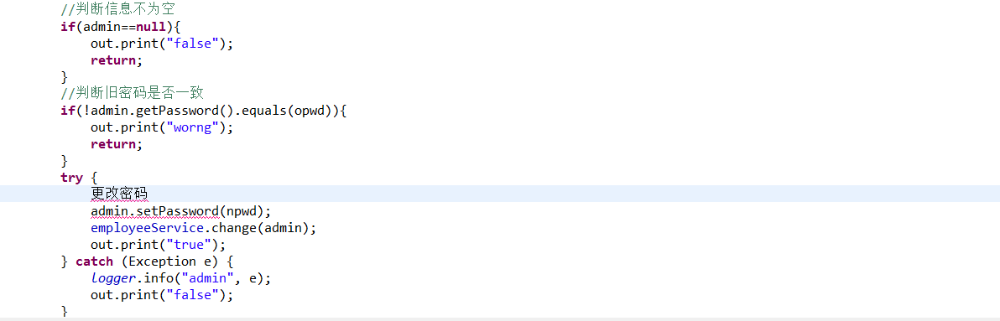 //判断信息不为空
if(admin==null){
out.print("false");
return;
}
//判断旧密码是否一致
if(!admin.getPassword().equals(opwd)){
out.print("worng");
return;
}
try {
更改密码
admin.setPassword(npwd);
employeeService.change(admin);
out.print("true");
} catch (Exception e) {
logger.info("admin", e);
out.print("false");
}